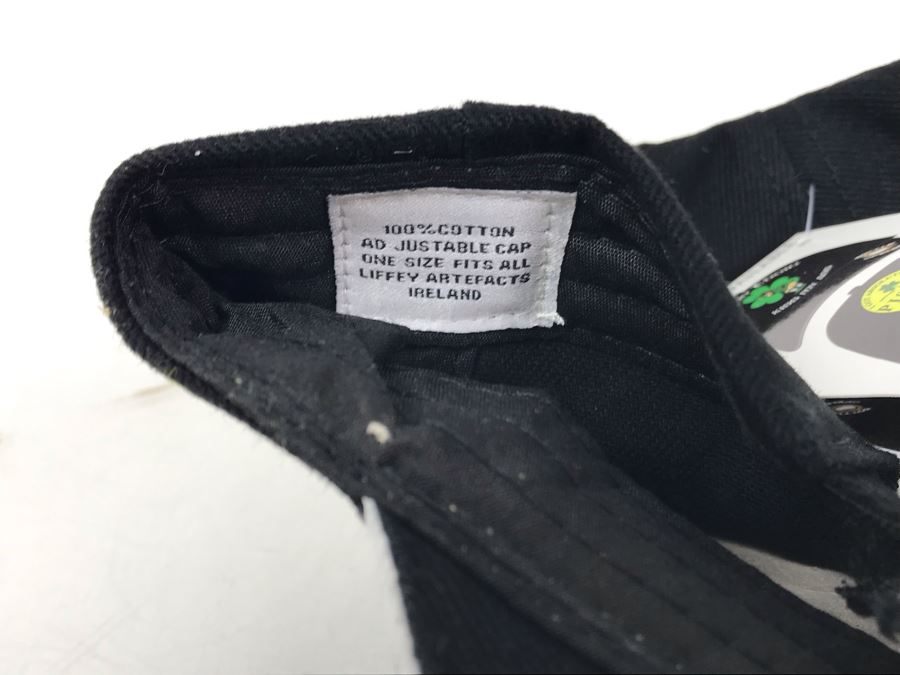 100%COTTON
AD JUSTABLE CAP
ONE SIZE FITS ALL
LIFFEY ARTEFACTS
IRELAND